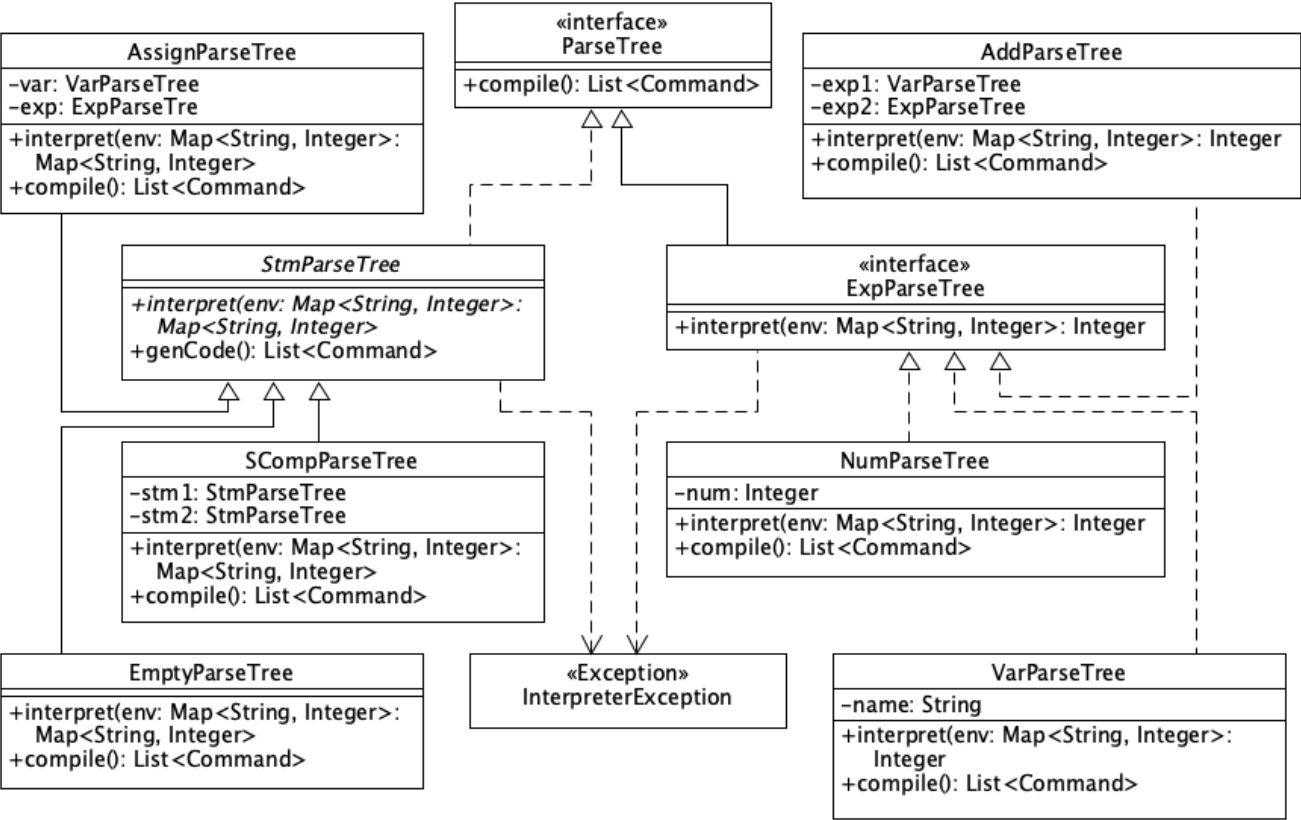 «interface»
ParseTree
+compile(): List<Command>
AssignParseTree
-var: VarParseTree
-exp: ExpParseTre
+interpret(env: Map<String, Integer>:
Map<String, Integer>
+compile(): List<Command>
AddParseTree
-exp1: VarParseTree
-exp2: ExpParseTree
+interpret(env: Map<String, Integer>: Integer
+compile(): List<Command>
StmParseTree
+interpret(env: Map<String, Integer>:
Map<String, Integer>
+genCode(): List<Command>
«interface»
ExpParseTree
+interpret(env: Map<String, Integer>: Integer
SCompParseTree
-stm1: StmParseTree
-stm2: StmParseTree
+interpret(env: Map<String, Integer>:
Map<String, Integer>
+compile(): List<Command>
NumParseTree
-num: Integer
+interpret(env: Map<String, Integer>: Integer
+compile(): List<Command>
EmptyParseTree
+interpret(env: Map<String, Integer>:
Map<String, Integer>
+compile(): List<Command>
«Exception»
InterpreterException
VarParseTree
-name: String
+interpret(env: Map<String, Integer>:
Integer
+compile(): List<Command>